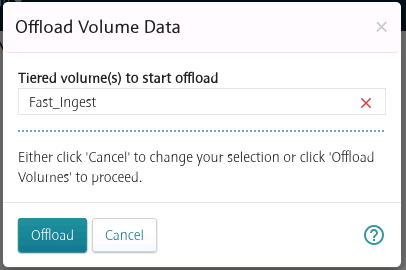 Offload Volume Data
×
Tiered volume(s) to start offload
Fast_Ingest
Either click 'Cancel' to change your selection or click 'Offload
Volumes' to proceed.
Offload
Cancel
?